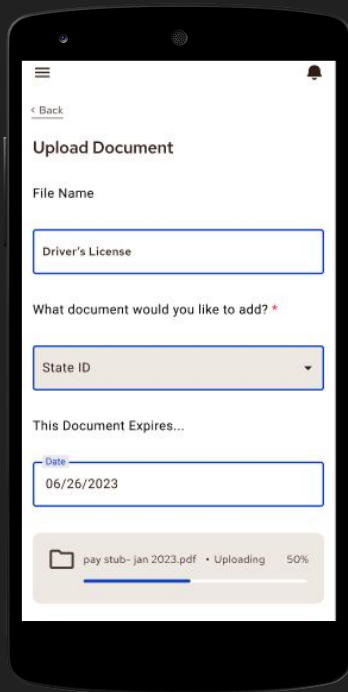 < Back
Upload Document
File Name
Driver's License
What document would you like to add? *
State ID
This Document Expires...
Date
06/26/2023
pay stub- jan 2023.pdf • Uploading 50%